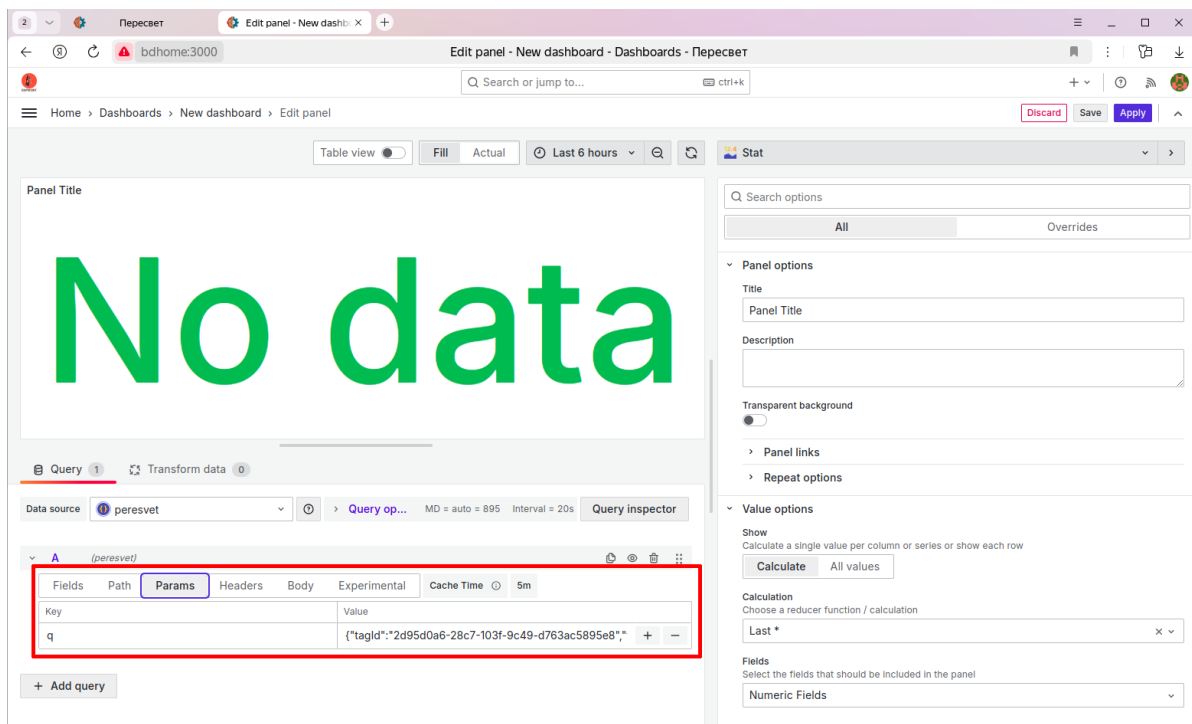 2 Пересвет Edit panel - New dashb
bdhome:3000 Edit panel - New dashboard - Dashboards - Пересвет
Search or jump to... ctrl+k
Home › Dashboards › New dashboard › Edit panel Discard Save Apply
Table view Fill Actual Last 6 hours Stat
Panel Title
No data
Search options
All Overrides
Panel options
Title
Panel Title
Description
Transparent background
Panel links
Repeat options
Query 1 Transform data 0
Data source peresvet Query op... MD = auto = 895 Interval = 20s Query inspector
A (peresvet)
Fields Path Params Headers Body Experimental Cache Time 5m
Key Value
q {"tagId":"2d95d0a6-28c7-103f-9c49-d763ac5895e8","
+ Add query
Value options
Show
Calculate a single value per column or series or show each row
Calculate All values
Calculation
Choose a reducer function / calculation
Last *
Fields
Select the fields that should be included in the panel
Numeric Fields